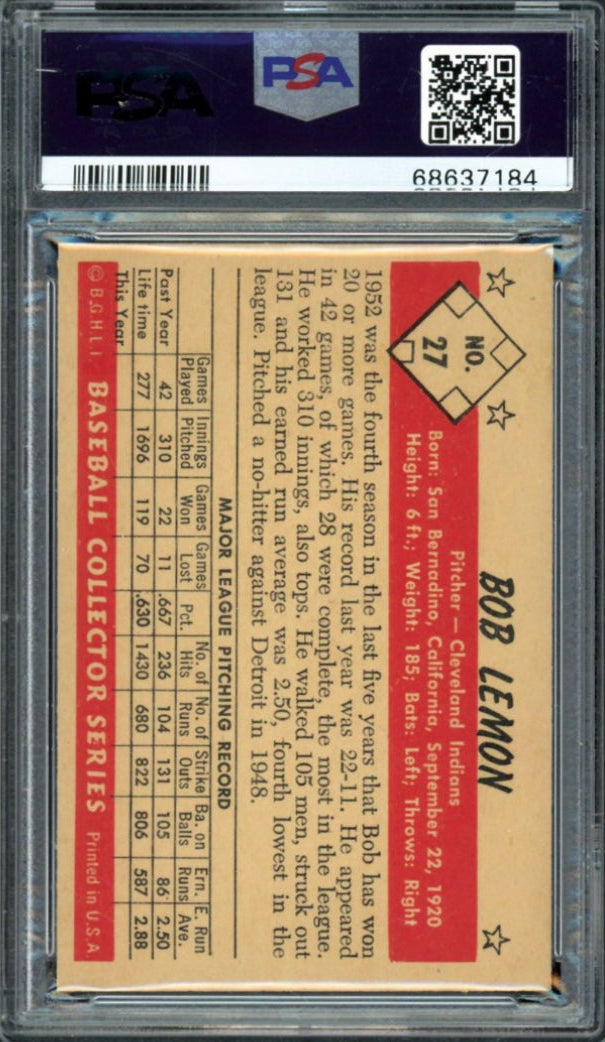 PSA
PSA
68637184
NO.
27
BOB LEMON
Pitcher — Cleveland Indians
Born: San Bernadino, California, September 22, 1920
Height: 6 ft.; Weight: 185; Bats: Left; Throws: Right
1952 was the fourth season in the last five years that Bob has won
20 or more games. His record last year was 22-11. He appeared
in 42 games, of which 28 were complete, the most in the league.
He worked 310 innings, also tops. He walked 105 men, struck out
131 and his earned run average was 2.50, fourth lowest in the
league. Pitched a no-hitter against Detroit in 1948.
MAJOR LEAGUE PITCHING RECORD
Games Innings Games Games No. of No. of Strike Ba. on Ern. E. Run
Played Pitched Won Lost Pct. Hits Runs Outs Balls Runs Ave.
Past Year 42 310 22 11 .667 236 104 131 105 86 2.50
Life time 277 1696 119 70 .630 1430 680 822 806 587 2.88
This Year
© B.G.H.L.I. BASEBALL COLLECTOR SERIES Printed in U.S.A.